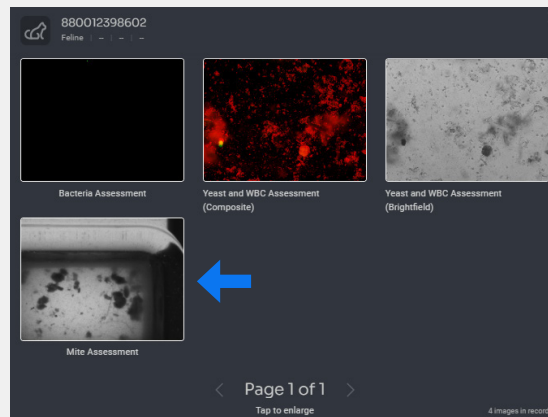 880012398602
Feline | – | – | –
Bacteria Assessment
Yeast and WBC Assessment
(Composite)
Yeast and WBC Assessment
(Brightfield)
Mite Assessment
< Page 1 of 1 >
Tap to enlarge
4 images in record